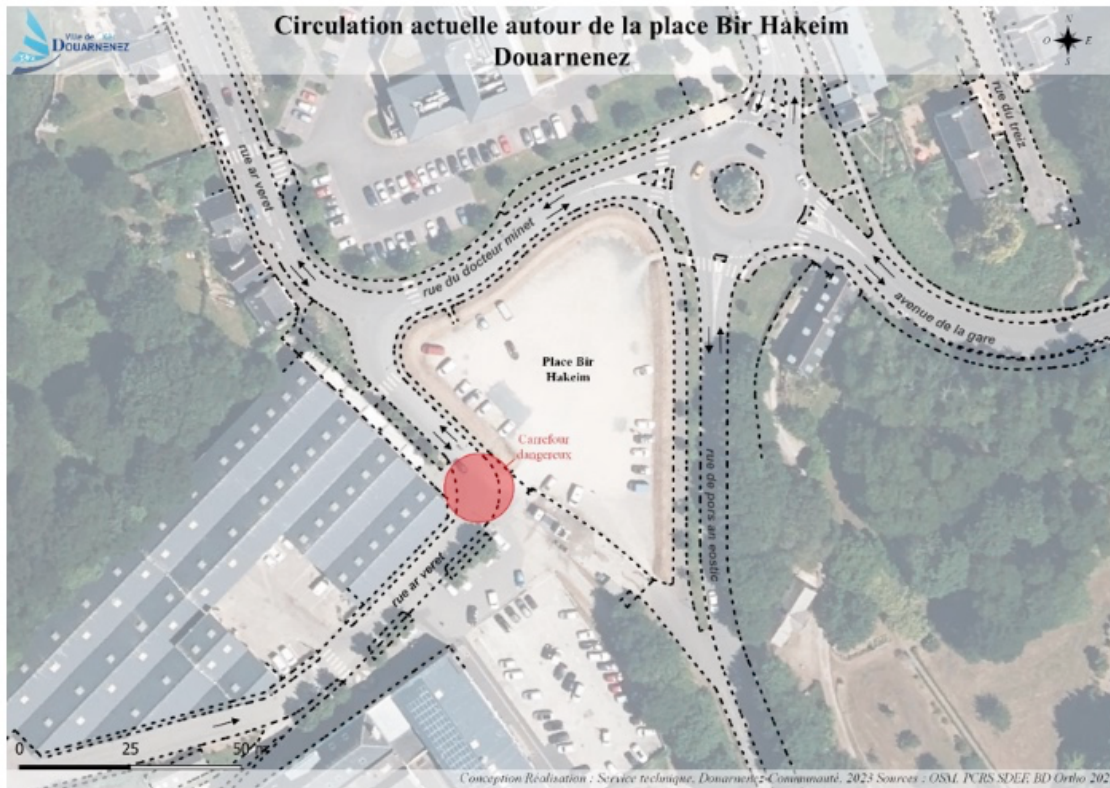 Circulation actuelle autour de la place Bir Hakeim
Douarnenez
Ville de
DOUARNENEZ
N
O
E
S
rue du treiz
rue ar veret
rue du docteur minet
avenue de la gare
Place Bir
Hakeim
Carrefour
dangereux
rue de pors an eostic
rue ar veret
0 25 50 m
Conception Réalisation : Service technique, Douarnenez-Communauté. 2023 Sources : OSM, PCRS SDEF, BD Ortho